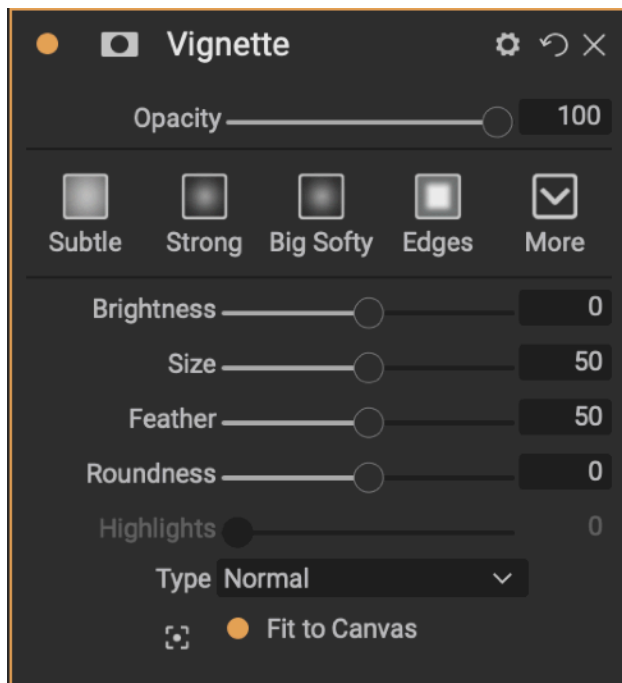 Vignette
Opacity 100
Subtle Strong Big Softy Edges More
Brightness 0
Size 50
Feather 50
Roundness 0
Highlights 0
Type Normal
Fit to Canvas